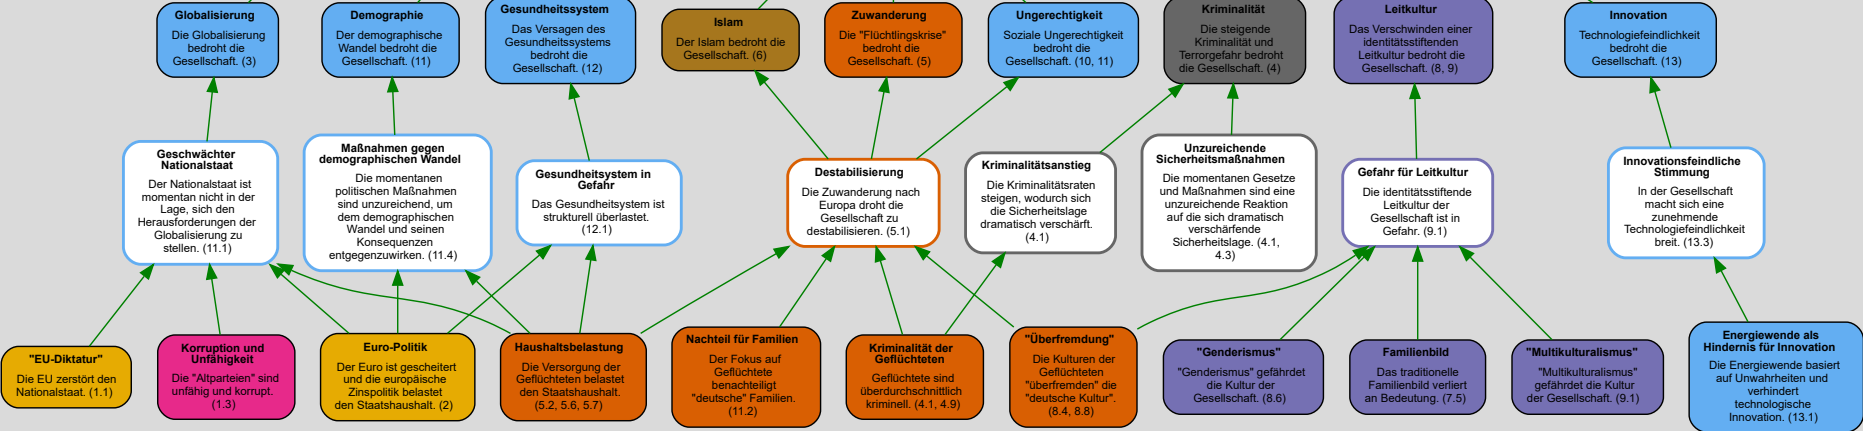 Globalisierung
Die Globalisierung
bedroht die
Gesellschaft. (3)
Demographie
Der demographische
Wandel bedroht die
Gesellschaft. (11)
Gesundheitssystem
Das Versagen des
Gesundheitssystems
bedroht die
Gesellschaft. (12)
Islam
Der Islam bedroht die
Gesellschaft. (6)
Zuwanderung
Die "Flüchtlingskrise"
bedroht die
Gesellschaft. (5)
Ungerechtigkeit
Soziale Ungerechtigkeit
bedroht die
Gesellschaft. (10, 11)
Kriminalität
Die steigende
Kriminalität und
Terrorgefahr bedroht
die Gesellschaft. (4)
Leitkultur
Das Verschwinden einer
identitätsstiftenden
Leitkultur bedroht die
Gesellschaft. (8, 9)
Innovation
Technologiefeindlichkeit
bedroht die
Gesellschaft. (13)
Geschwächter
Nationalstaat
Der Nationalstaat ist
momentan nicht in der
Lage, sich den
Herausforderungen der
Globalisierung zu
stellen. (11.1)
Maßnahmen gegen
demographischen Wandel
Die momentanen
politischen Maßnahmen
sind unzureichend, um
dem demographischen
Wandel und seinen
Konsequenzen
entgegenzuwirken. (11.4)
Gesundheitsystem in
Gefahr
Das Gesundheitsystem ist
strukturell überlastet.
(12.1)
Destabilisierung
Die Zuwanderung nach
Europa droht die
Gesellschaft zu
destabilisieren. (5.1)
Kriminalitätsanstieg
Die Kriminalitätsraten
steigen, wodurch sich
die Sicherheitslage
dramatisch verschärft.
(4.1)
Unzureichende
Sicherheitsmaßnahmen
Die momentanen Gesetze
und Maßnahmen sind eine
unzureichende Reaktion
auf die sich dramatisch
verschärfende
Sicherheitslage. (4.1,
4.3)
Gefahr für Leitkultur
Die identitätsstiftende
Leitkultur der
Gesellschaft ist in
Gefahr. (9.1)
Innovationsfeindliche
Stimmung
In der Gesellschaft
macht sich eine
zunehmende
Technologiefeindlichkeit
breit. (13.3)
"EU-Diktatur"
Die EU zerstört den
Nationalstaat. (1.1)
Korruption und
Unfähigkeit
Die "Altparteien" sind
unfähig und korrupt.
(1.3)
Euro-Politik
Der Euro ist gescheitert
und die europäische
Zinspolitik belastet
den Staatshaushalt. (2)
Haushaltsbelastung
Die Versorgung der
Geflüchteten belastet
den Staatshaushalt.
(5.2, 5.6, 5.7)
Nachteil für Familien
Der Fokus auf
Geflüchtete
benachteiligt
"deutsche" Familien.
(11.2)
Kriminalität der
Geflüchteten
Geflüchtete sind
überdurchschnittlich
kriminell. (4.1, 4.9)
"Überfremdung"
Die Kulturen der
Geflüchteten
"überfremden" die
"deutsche Kultur".
(8.4, 8.8)
"Genderismus"
"Genderismus" gefährdet
die Kultur der
Gesellschaft. (8.6)
Familienbild
Das traditionelle
Familienbild verliert
an Bedeutung. (7.5)
"Multikulturalismus"
"Multikulturalismus"
gefährdet die Kultur
der Gesellschaft. (9.1)
Energiewende als
Hindernis für Innovation
Die Energiewende basiert
auf Unwahrheiten und
verhindert
technologische
Innovation. (13.1)